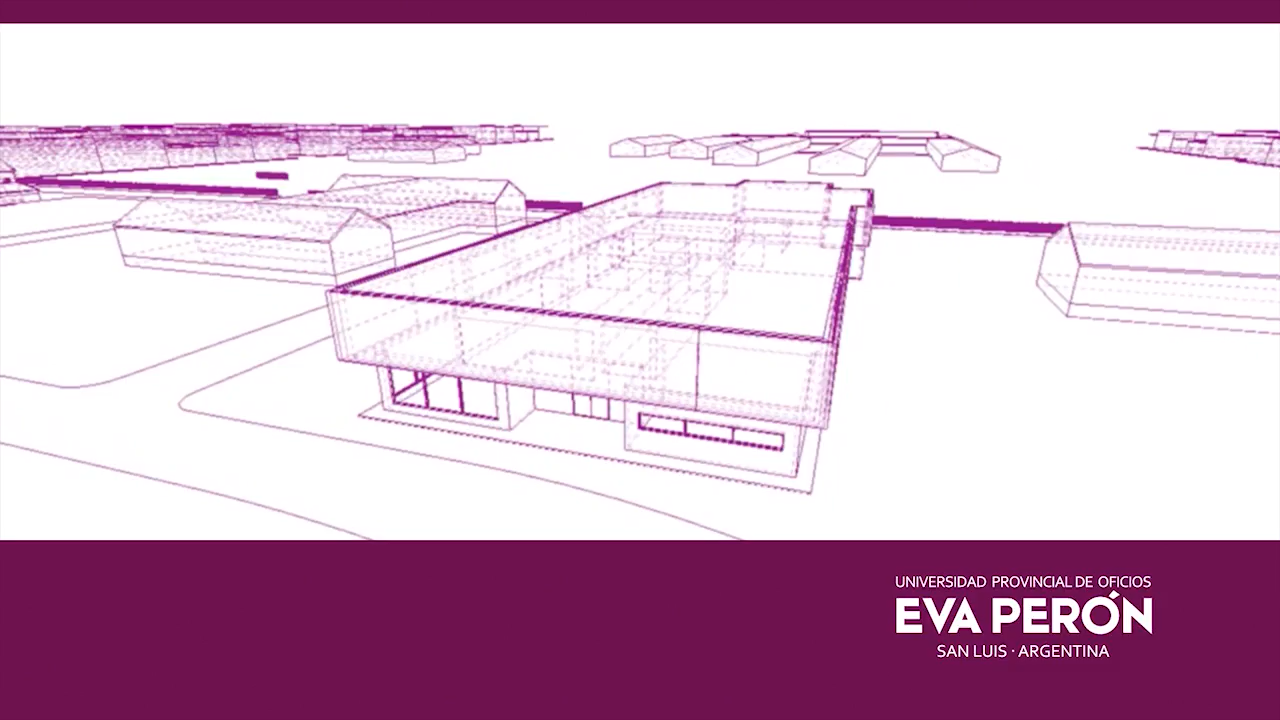 UNIVERSIDAD PROVINCIAL DE OFICIOS
EVA PERÓN
SAN LUIS · ARGENTINA